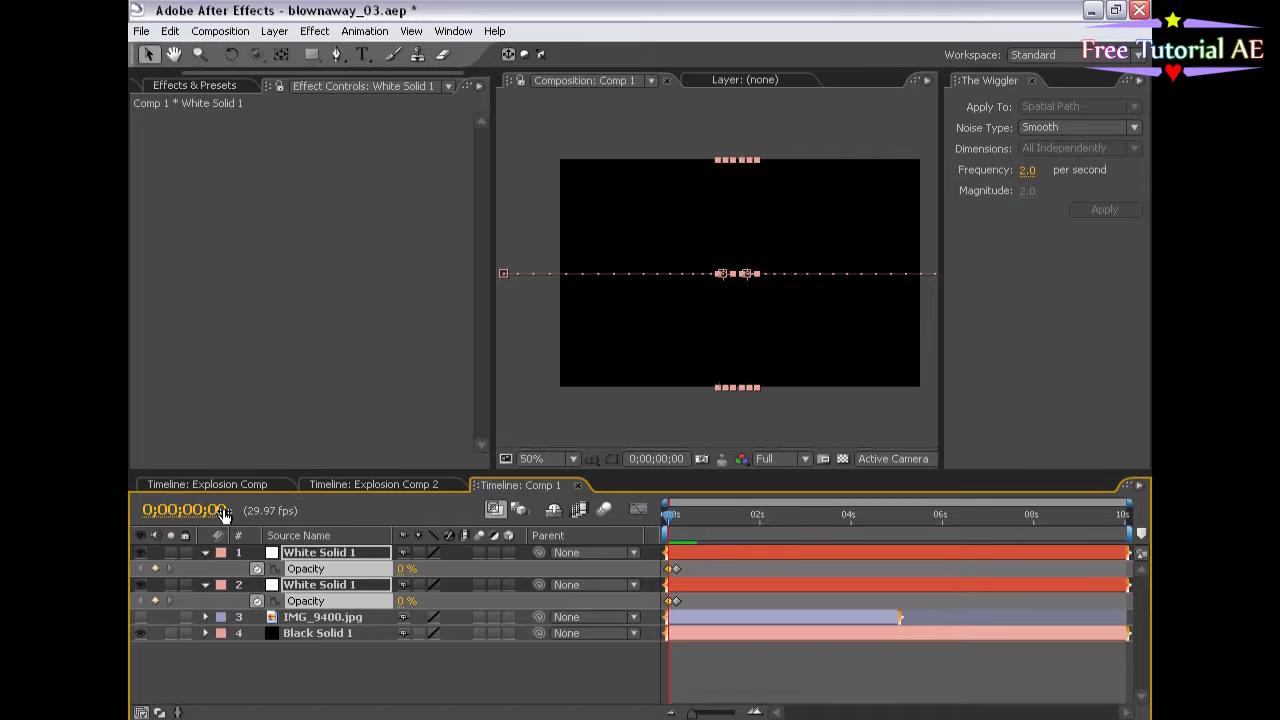 Adobe After Effects - blownaway_03.aep *
File Edit Composition Layer Effect Animation View Window Help
Workspace: Standard
Free Tutorial AE
Effects & Presets Effect Controls: White Solid 1
Composition: Comp 1 Layer: (none)
The Wiggler
Comp 1 * White Solid 1
Apply To: Spatial Path
Noise Type: Smooth
Dimensions: All Independently
Frequency: 2.0 per second
Magnitude: 2.0
Apply
50% 0;00;00;00 Full Active Camera
Timeline: Explosion Comp Timeline: Explosion Comp 2 Timeline: Comp 1
0;00;00;00 (29.97 fps)
00s 02s 04s 06s 08s 10s
# Source Name Parent
1 White Solid 1 None
Opacity 0 %
2 White Solid 1 None
Opacity 0 %
3 IMG_9400.jpg None
4 Black Solid 1 None